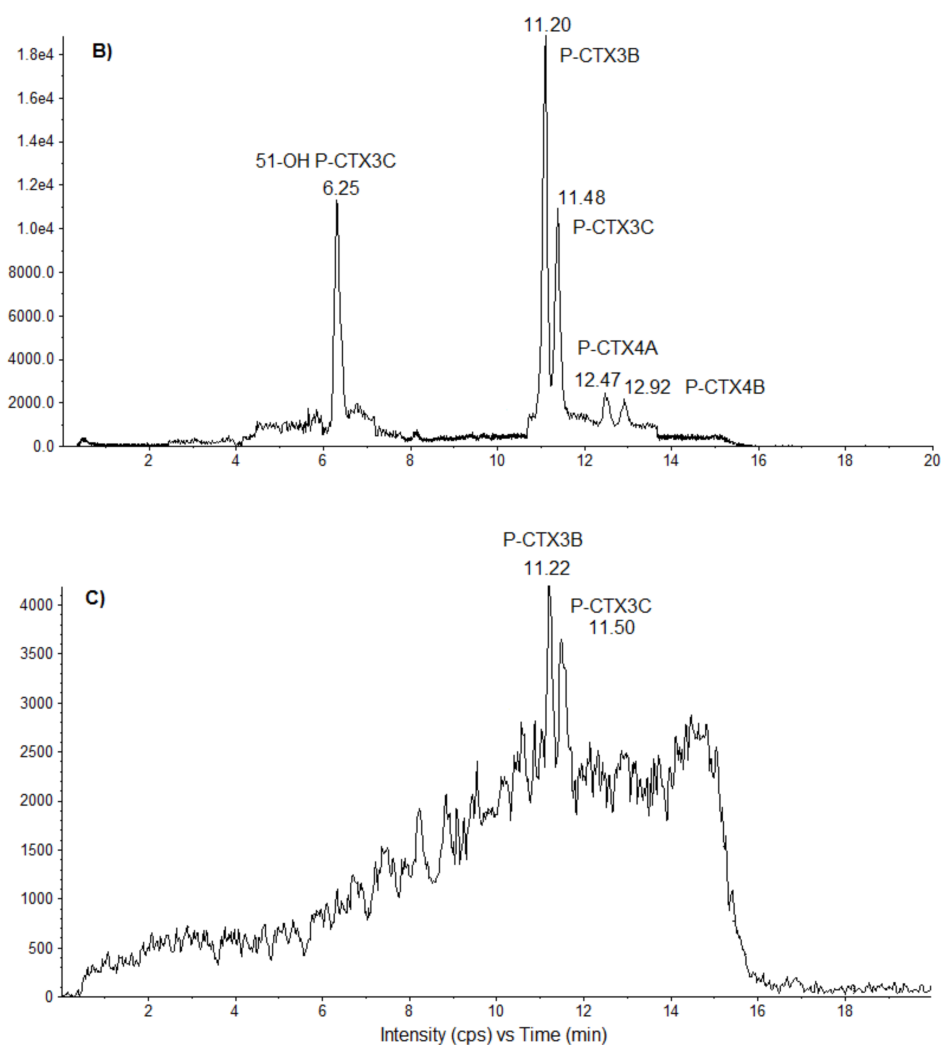 B)
11.20
P-CTX3B
51-OH P-CTX3C
6.25
11.48
P-CTX3C
P-CTX4A
12.47
12.92
P-CTX4B
1.8e4
1.6e4
1.4e4
1.2e4
1.0e4
8000.0
6000.0
4000.0
2000.0
0.0
2 4 6 8 10 12 14 16 18 20
C)
P-CTX3B
11.22
P-CTX3C
11.50
4000
3500
3000
2500
2000
1500
1000
500
0
2 4 6 8 10 12 14 16 18
Intensity (cps) vs Time (min)